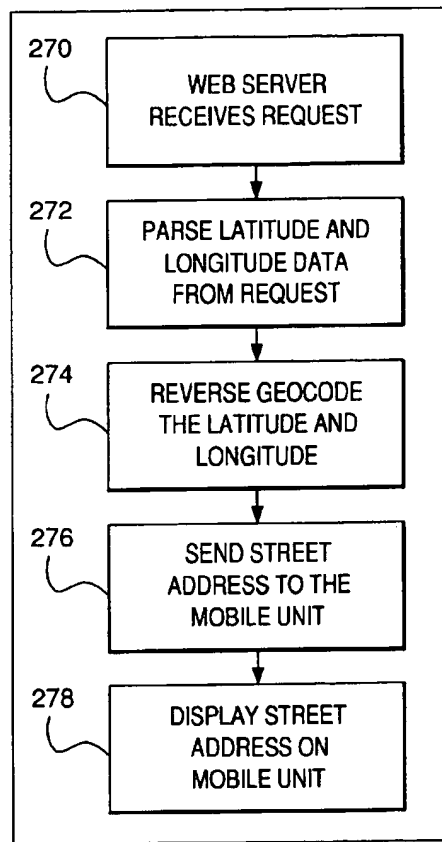 270
WEB SERVER
RECEIVES REQUEST
272
PARSE LATITUDE AND
LONGITUDE DATA
FROM REQUEST
274
REVERSE GEOCODE
THE LATITUDE AND
LONGITUDE
276
SEND STREET
ADDRESS TO THE
MOBILE UNIT
278
DISPLAY STREET
ADDRESS ON
MOBILE UNIT